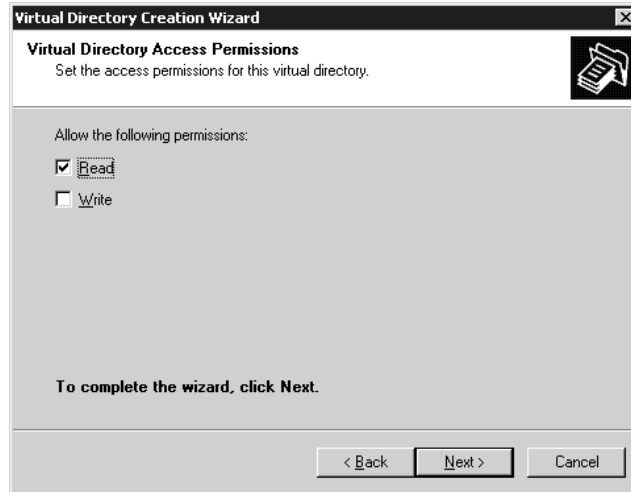 Virtual Directory Creation Wizard
Virtual Directory Access Permissions
Set the access permissions for this virtual directory.
Allow the following permissions:
Read
Write
To complete the wizard, click Next.
< Back Next > Cancel